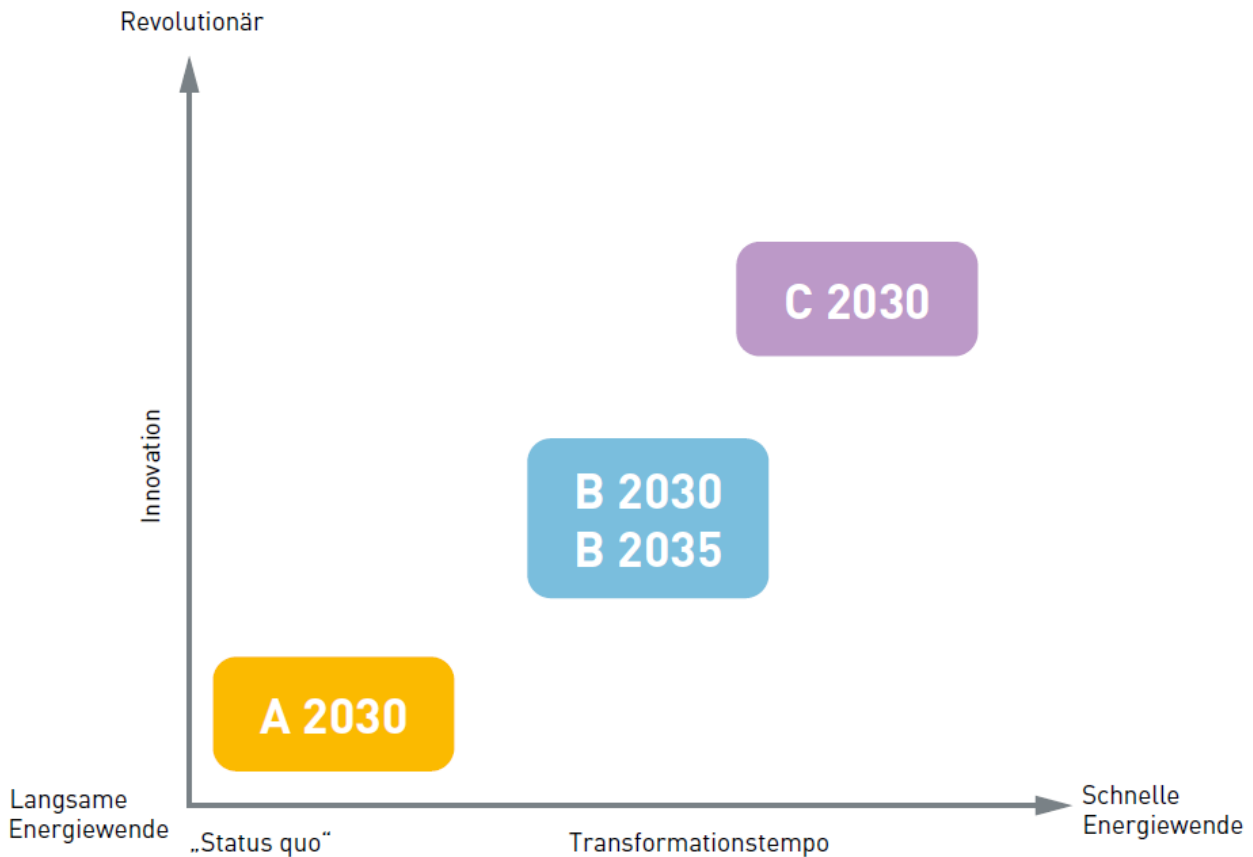 Revolutionär
C 2030
Innovation
B 2030
B 2035
A 2030
Langsame
Energiewende
„Status quo“
Transformationstempo
Schnelle
Energiewende